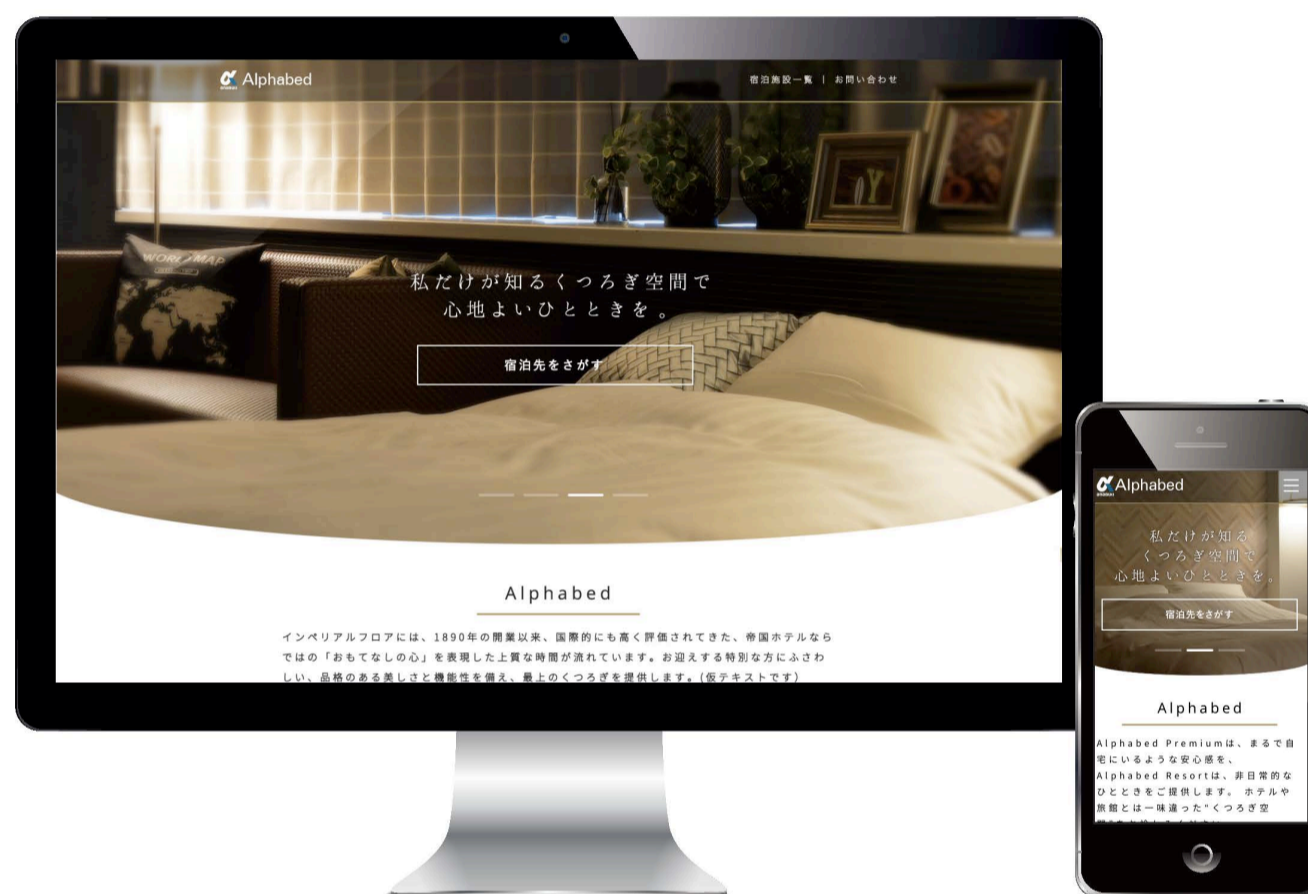 Alphabed
宿泊施設一覧 | お問い合わせ
WORLD MAP
私だけが知るくつろぎ空間で
心地よいひとときを。
宿泊先をさがす
Alphabed
インペリアルフロアには、1890年の開業以来、国際的にも高く評価されてきた、帝国ホテルなら
ではの「おもてなしの心」を表現した上質な時間が流れています。お迎えする特別な方にふさわ
しい、品格のある美しさと機能性を備え、最上のくつろぎを提供します。(仮テキストです)
Alphabed
私だけが知る
くつろぎ空間で
心地よいひとときを。
宿泊先をさがす
Alphabed
Alphabed Premiumは、まるで自
宅にいるような安心感を、
Alphabed Resortは、非日常的な
ひとときをご提供します。 ホテルや
旅館とは一味違った"くつろぎ空